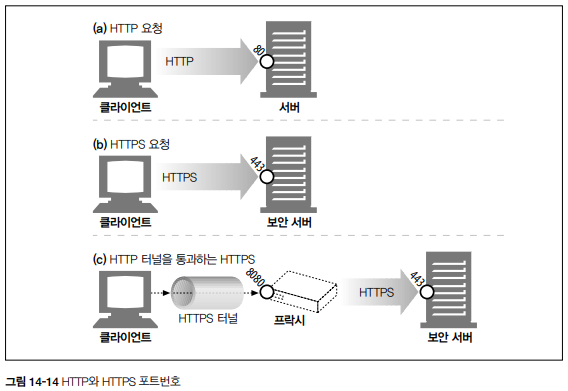 (a) HTTP 요청
80
HTTP
클라이언트
서버
(b) HTTPS 요청
443
HTTPS
클라이언트
보안 서버
(c) HTTP 터널을 통과하는 HTTPS
8080
443
HTTPS
HTTPS 터널
프락시
클라이언트
보안 서버
그림 14-14 HTTP와 HTTPS 포트번호